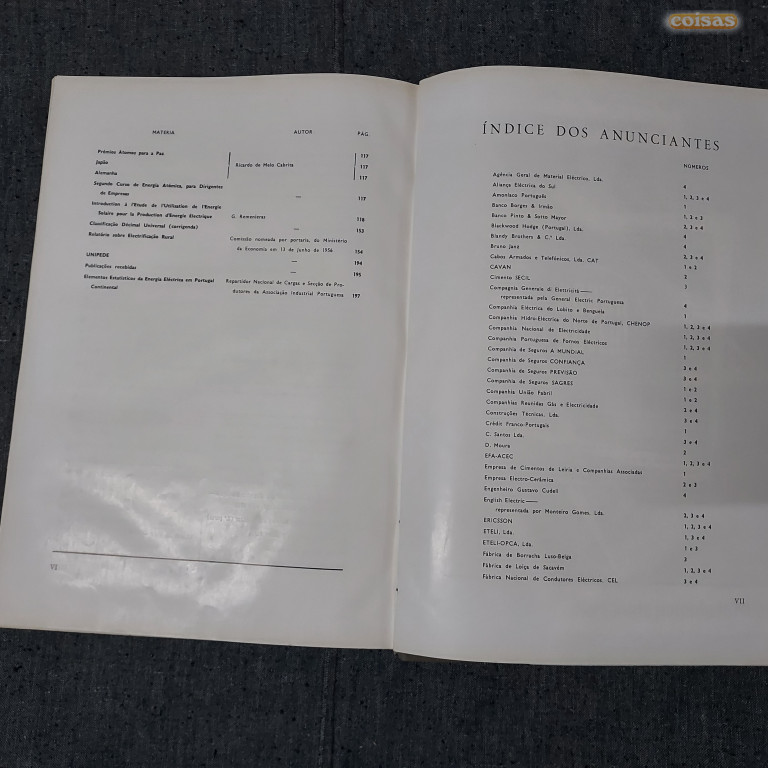 coisas
MATERIA AUTOR PÁG.
Prémios Átomos para a Paz 117
Japão Ricardo de Melo Cabrita 117
Alemanha 117
Segundo Curso de Energia Atómica, para Dirigentes
de Empresas — 117
Introduction à l'Etude de l'Utilisation de l'Energie
Solaire pour la Production d'Energie Electrique G. Remenieras 118
Classificação Décimal Universal (corrigenda) — 153
Relatório sobre Electrificação Rural Comissão nomeada por portaria, do Ministério
da Economia em 13 de Junho de 1956 154
UNIPEDE — 194
Publicações recebidas — 195
Elementos Estatísticos da Energia Eléctrica em Portugal Repartidor Nacional de Cargas e Secção de Pro-
Continental dutores da Associação Industrial Portuguesa 197
VI
ÍNDICE DOS ANUNCIANTES
NÚMEROS
Agência Geral de Material Eléctrico, Lda.
Aliança Eléctrica do Sul 4
Amoníaco Português 1, 2, 3 e 4
Banco Borges & Irmão 1
Banco Pinto & Sotto Mayor 1, 2 e 3
Blackwood Hodge (Portugal), Lda. 2, 3 e 4
Blandy Brothers & C.ª Lda. 4
Bruno Janz 4
Cabos Armados e Telefónicos, Lda. CAT 2, 3 e 4
CAVAN 1 e 2
Cimento SECIL 2
Compagnia Generale di Elettricità — 3
representada pela General Electric Portuguesa
Companhia Eléctrica do Lobito e Benguela 4
Companhia Hidro-Eléctrica do Norte de Portugal, CHENOP 1
Companhia Nacional de Electricidade 1, 2, 3 e 4
Companhia Portuguesa de Fornos Eléctricos 1, 2, 3 e 4
Companhia de Seguros A MUNDIAL 1, 2, 3 e 4
Companhia de Seguros CONFIANÇA 1
Companhia de Seguros PREVISÃO 3 e 4
Companhia de Seguros SAGRES 3 e 4
Companhia União Fabril 1 e 2
Companhias Reunidas Gás e Electricidade 1 e 2
Construções Técnicas, Lda. 2 e 4
Crédit Franco-Portugais 3 e 4
C. Santos Lda. 1
D. Moura 3 e 4
EFA-ACEC 2
Empresa de Cimentos de Leiria e Companhias Associadas 1, 2, 3 e 4
Empresa Electro-Cerâmica 1
Engenheiro Gustavo Cudell 2 e 3
English Electric — 4
representada por Monteiro Gomes, Lda.
ERICSSON 2, 3 e 4
ETELI, Lda. 1, 2, 3 e 4
ETELI-OPCA, Lda. 1, 3 e 4
Fábrica de Borracha Luso-Belga 1 e 3
Fábrica de Loiça de Sacavém 3
Fábrica Nacional de Condutores Eléctricos CEL 1, 2, 3 e 4
3 e 4
VII